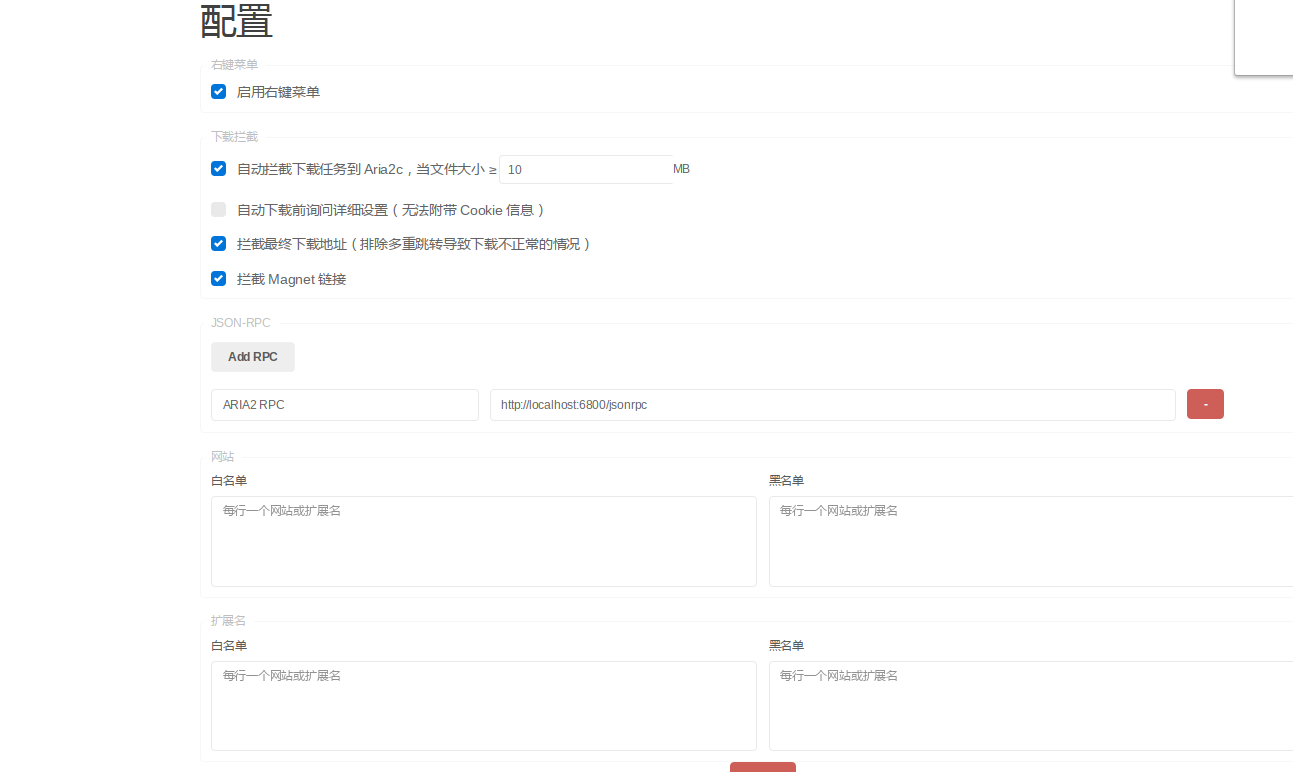 配置
右键菜单
启用右键菜单
下载拦截
自动拦截下载任务到 Aria2c，当文件大小 ≥ 10 MB
自动下载前询问详细设置（无法附带 Cookie 信息）
拦截最终下载地址（排除多重跳转导致下载不正常的情况）
拦截 Magnet 链接
JSON-RPC
Add RPC
ARIA2 RPC http://localhost:6800/jsonrpc -
网站
白名单 黑名单
每行一个网站或扩展名 每行一个网站或扩展名
扩展名
白名单 黑名单
每行一个网站或扩展名 每行一个网站或扩展名